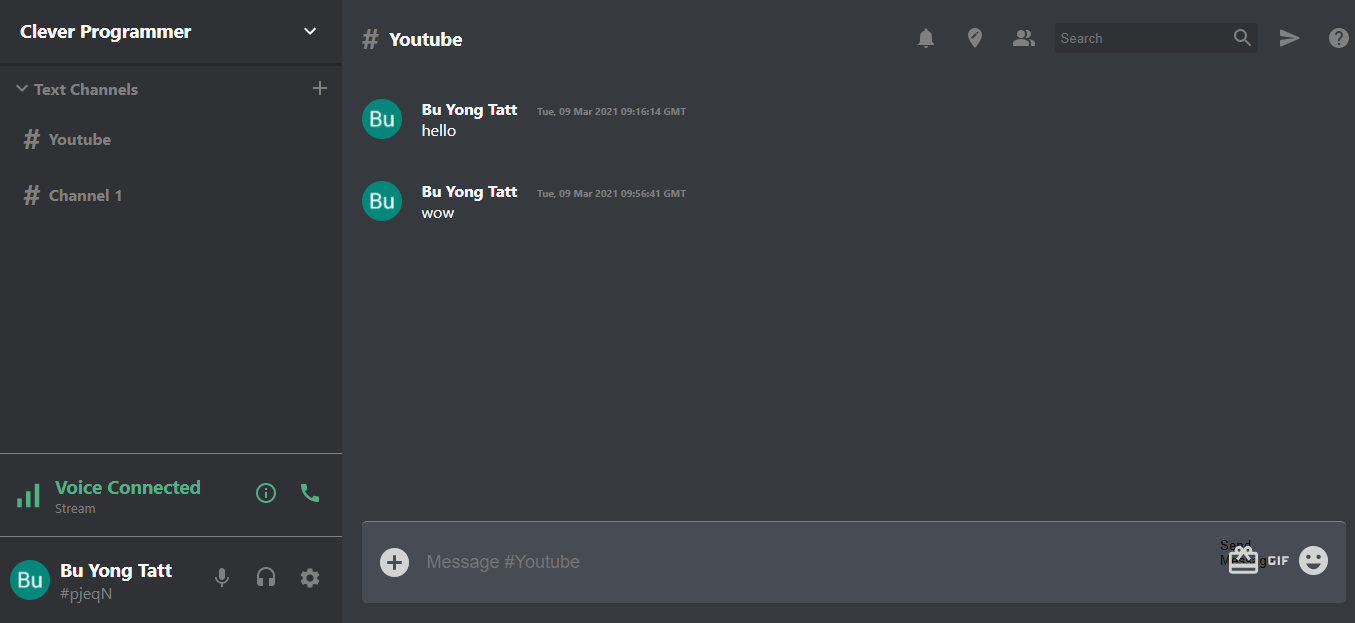 Clever Programmer
Text Channels
# Youtube
# Channel 1
Voice Connected
Stream
Bu
Bu Yong Tatt
#pjeqN
# Youtube
Search
Bu
Bu Yong Tatt Tue, 09 Mar 2021 09:16:14 GMT
hello
Bu
Bu Yong Tatt Tue, 09 Mar 2021 09:56:41 GMT
wow
Message #Youtube
Send
GIF